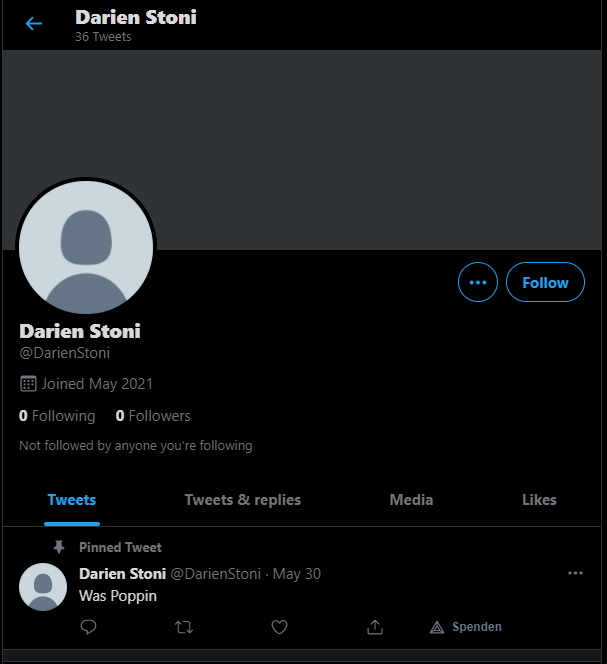 Darien Stoni
36 Tweets
Follow
Darien Stoni
@DarienStoni
Joined May 2021
0 Following 0 Followers
Not followed by anyone you're following
Tweets Tweets & replies Media Likes
Pinned Tweet
Darien Stoni @DarienStoni · May 30
Was Poppin
Spenden